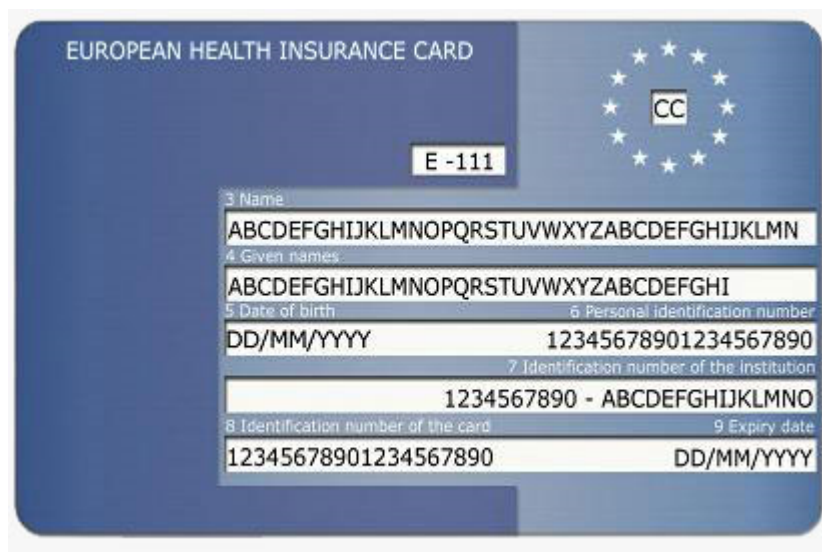 EUROPEAN HEALTH INSURANCE CARD
CC
E -111
3 Name
ABCDEFGHIJKLMNOPQRSTUVWXYZABCDEFGHIJKLMN
4 Given names
ABCDEFGHIJKLMNOPQRSTUVWXYZABCDEFGHI
5 Date of birth 6 Personal identification number
DD/MM/YYYY 12345678901234567890
7 Identification number of the institution
1234567890 - ABCDEFGHIJKLMNO
8 Identification number of the card 9 Expiry date
12345678901234567890 DD/MM/YYYY